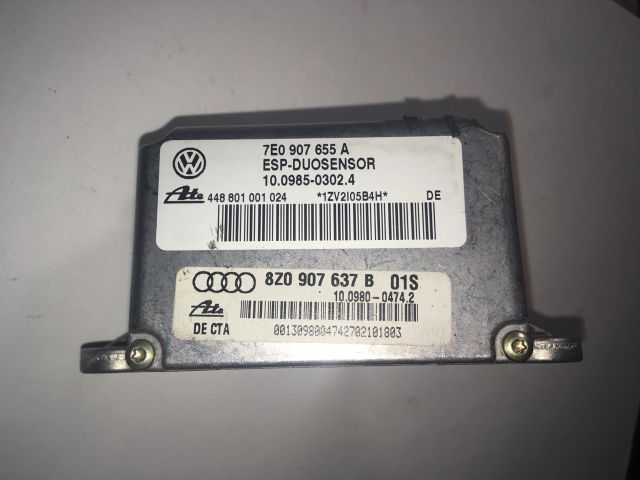 7E0 907 655 A
ESP-DUOSENSOR
10.0985-0302.4
Ate 448 801 001 024 *1ZV2I05B4H* DE
8Z0 907 637 B 01S
10.0980-0474.2
Ate
DE CTA 0013098004742702101803